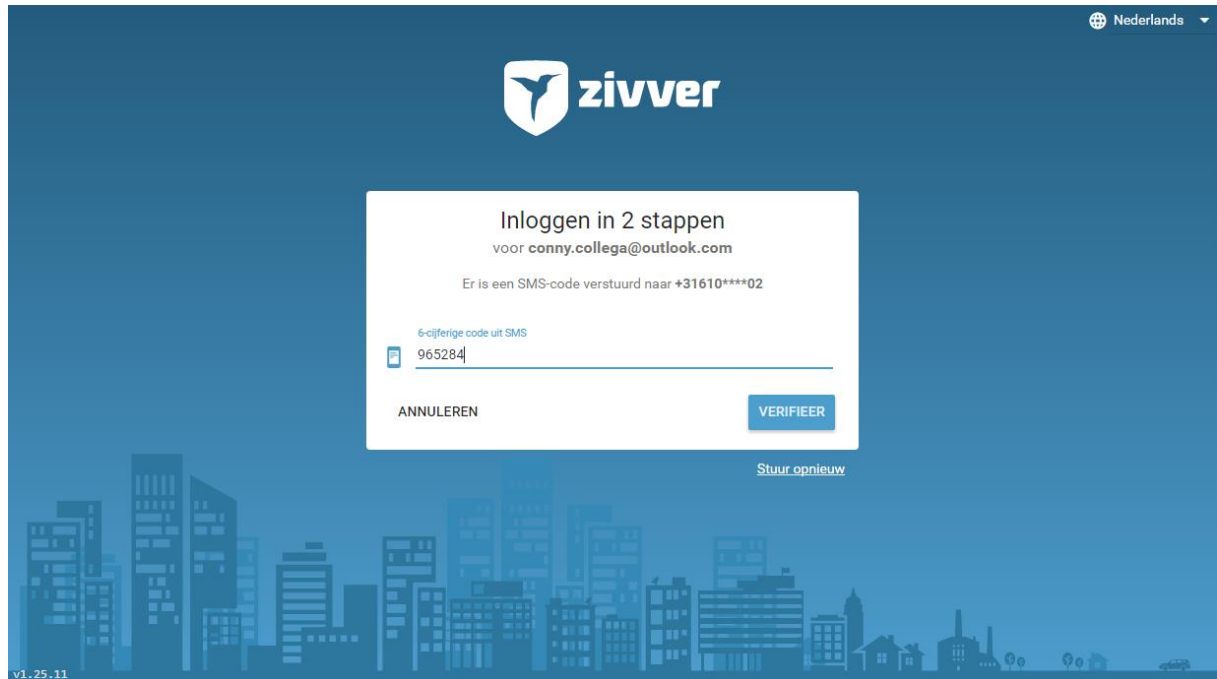 Nederlands
zivver
Inloggen in 2 stappen
voor conny.collega@outlook.com
Er is een SMS-code verstuurd naar +31610****02
6-cijferige code uit SMS
965284
ANNULEREN
VERIFIEER
Stuur opnieuw
v1.25.11